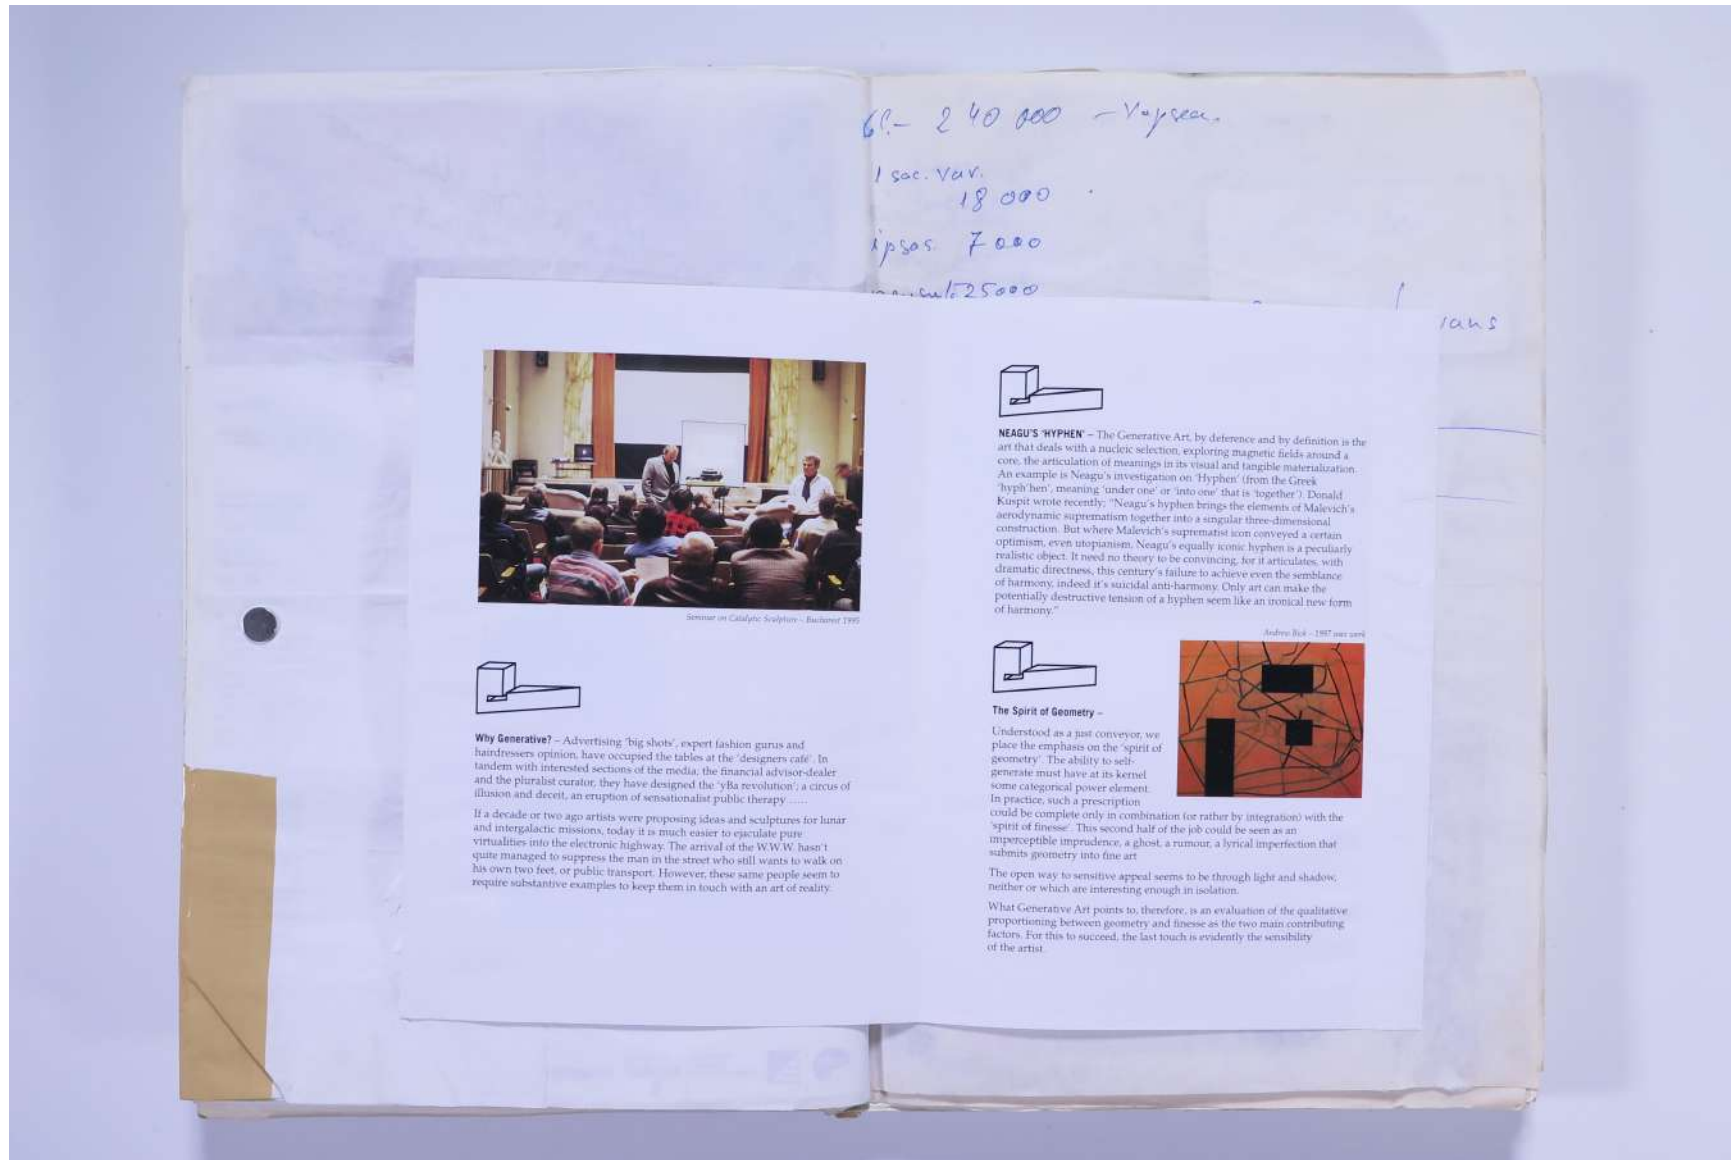 - 240 000 - Vopsea.
1 sac. var.
18 000
ipsos 7000
25000
Seminar on Catalytic Sculpture – Bucharest 1995
Why Generative? – Advertising 'big shots', expert fashion gurus and
hairdressers opinion, have occupied the tables at the 'designers café'. In
tandem with interested sections of the media, the financial advisor-dealer
and the pluralist curator, they have designed the 'yBa revolution'; a circus of
illusion and deceit, an eruption of sensationalist public therapy ……
If a decade or two ago artists were proposing ideas and sculptures for lunar
and intergalactic missions, today it is much easier to ejaculate pure
virtualities into the electronic highway. The arrival of the W.W.W. hasn't
quite managed to suppress the man in the street who still wants to walk on
his own two feet, or public transport. However, these same people seem to
require substantive examples to keep them in touch with an art of reality.
NEAGU'S 'HYPHEN' – The Generative Art, by deference and by definition is the
art that deals with a nucleic selection, exploring magnetic fields around a
core, the articulation of meanings in its visual and tangible materialization.
An example is Neagu's investigation on 'Hyphen' (from the Greek
'hyph'hen', meaning 'under one' or 'into one' that is 'together'). Donald
Kuspit wrote recently; "Neagu's hyphen brings the elements of Malevich's
aerodynamic suprematism together into a singular three-dimensional
construction. But where Malevich's suprematist icon conveyed a certain
optimism, even utopianism, Neagu's equally iconic hyphen is a peculiarly
realistic object. It need no theory to be convincing, for it articulates, with
dramatic directness, this century's failure to achieve even the semblance
of harmony, indeed it's suicidal anti-harmony. Only art can make the
potentially destructive tension of a hyphen seem like an ironical new form
of harmony."
Andrew Bick – 1997 wax work
The Spirit of Geometry –
Understood as a just conveyor, we
place the emphasis on the 'spirit of
geometry'. The ability to self-
generate must have at its kernel
some categorical power element.
In practice, such a prescription
could be complete only in combination (or rather by integration) with the
'spirit of finesse'. This second half of the job could be seen as an
imperceptible imprudence, a ghost, a rumour, a lyrical imperfection that
submits geometry into fine art
The open way to sensitive appeal seems to be through light and shadow,
neither or which are interesting enough in isolation.
What Generative Art points to, therefore, is an evaluation of the qualitative
proportioning between geometry and finesse as the two main contributing
factors. For this to succeed, the last touch is evidently the sensibility
of the artist.